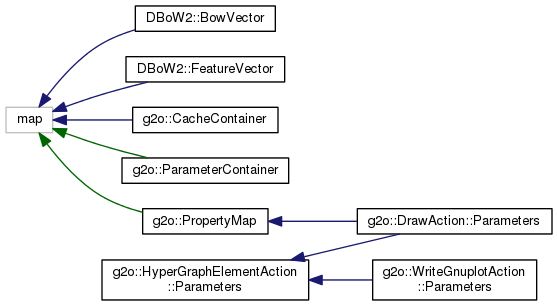 DBoW2::BowVector
DBoW2::FeatureVector
map
g2o::CacheContainer
g2o::ParameterContainer
g2o::PropertyMap
g2o::DrawAction::Parameters
g2o::HyperGraphElementAction
::Parameters
g2o::WriteGnuplotAction
::Parameters